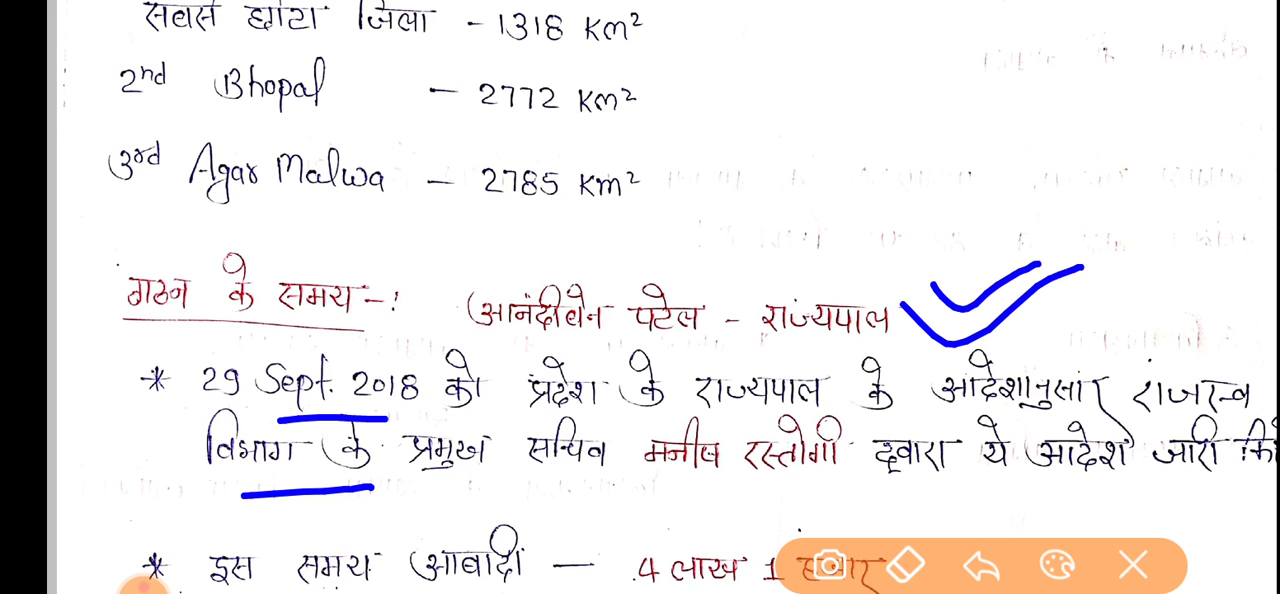 सबसे छोटा जिला - 1318 Km²
2nd Bhopal - 2772 Km²
3rd Agar Malwa - 2785 Km²
गठन के समय -: (आनंदीबेन पटेल - राज्यपाल
* 29 Sept. 2018 को प्रदेश के राज्यपाल के आदेशानुसार राजस्व
विभाग के प्रमुख सचिव मनीष रस्तोगी द्वारा ये आदेश जारी
* इस समय आबादी - 4 लाख 1 हजार